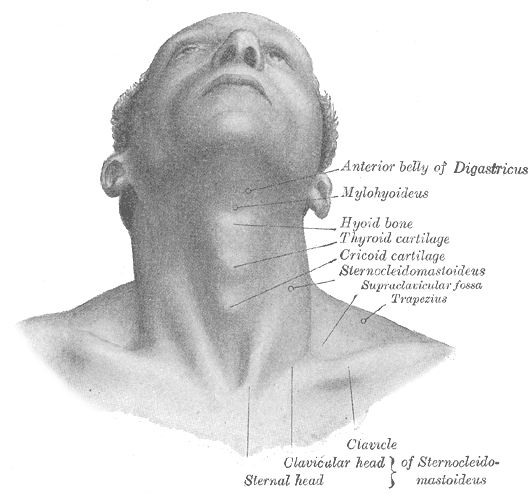 Anterior belly of Digastricus
Mylohyoideus
Hyoid bone
Thyroid cartilage
Cricoid cartilage
Sternocleidomastoideus
Supraclavicular fossa
Trapezius
Clavicle
Clavicular head } of Sternocleido-
Sternal head mastoideus